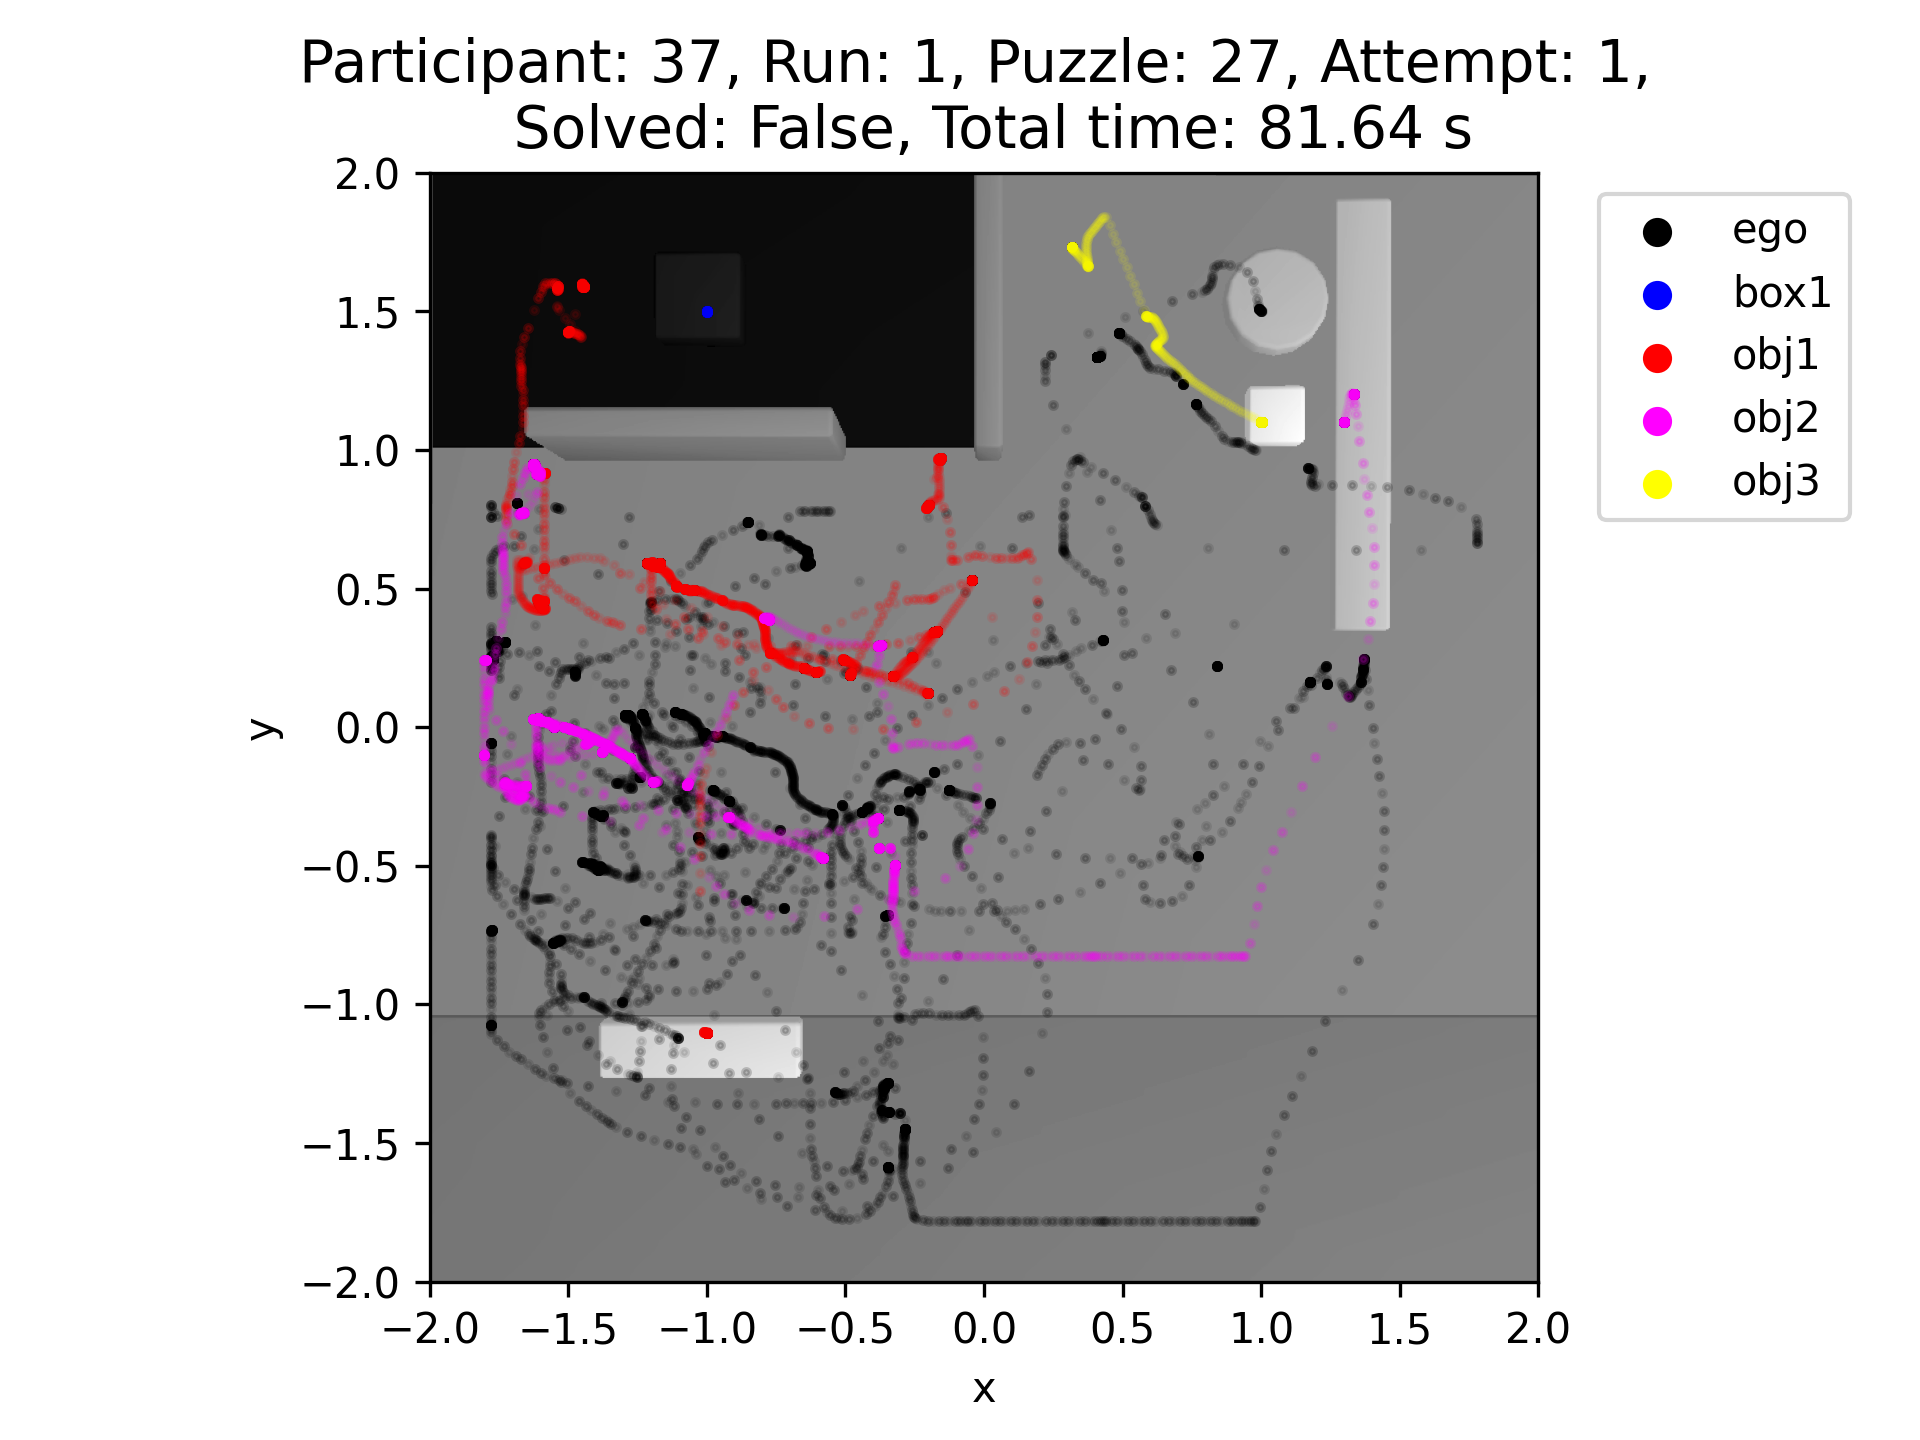 Participant: 37, Run: 1, Puzzle: 27, Attempt: 1,
Solved: False, Total time: 81.64 s
2.0
1.5
1.0
0.5
0.0
−0.5
−1.0
−1.5
−2.0
y
−2.0 −1.5 −1.0 −0.5 0.0 0.5 1.0 1.5 2.0
x
ego
box1
obj1
obj2
obj3